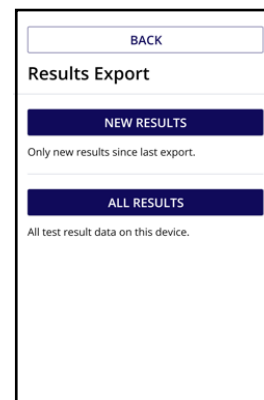 BACK
Results Export
NEW RESULTS
Only new results since last export.
ALL RESULTS
All test result data on this device.